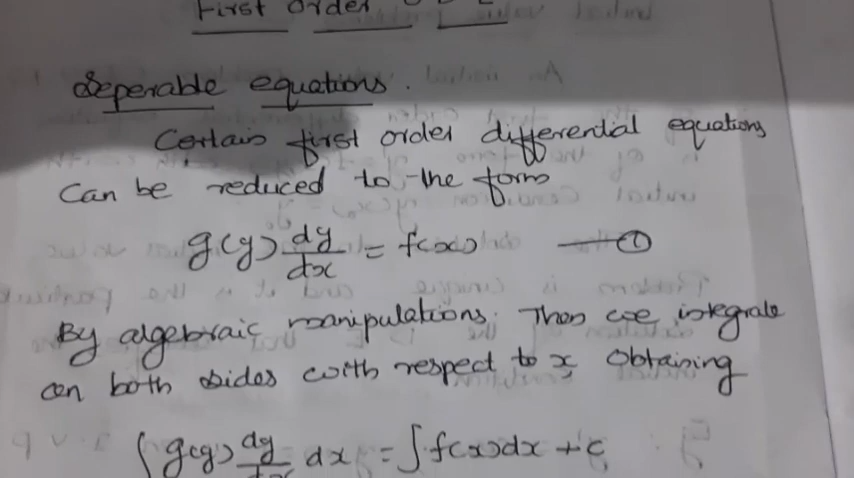 First Order
Seperable equations.
Certain first order differential equations
Can be reduced to the form
g(y) dy/dx = f(x) —①
By algebraic manipulations. Then we integrate
on both sides with respect to x obtaining
∫ g(y) dy/dx dx = ∫ f(x) dx + c